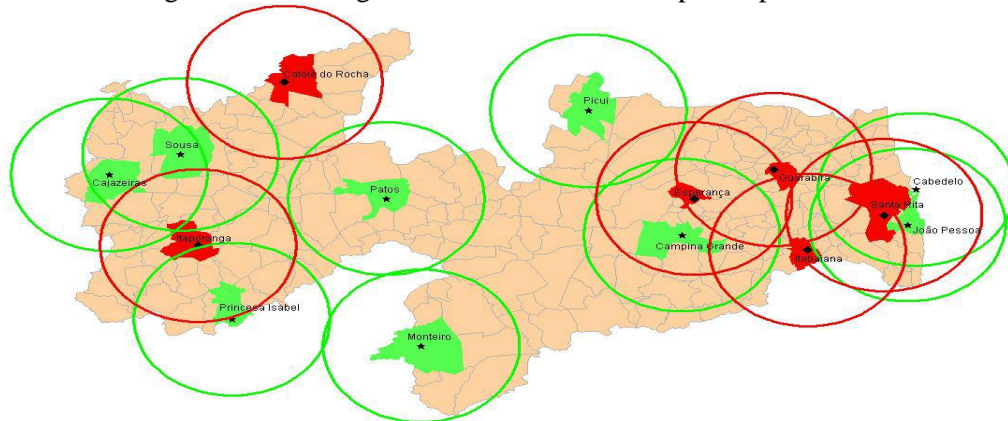 Catolé do Rocha
Picuí
Sousa
Cajazeiras
Patos
Esperança
Guarabira
Cabedelo
Santa Rita
João Pessoa
Itaporanga
Campina Grande
Itabaiana
Princesa Isabel
Monteiro